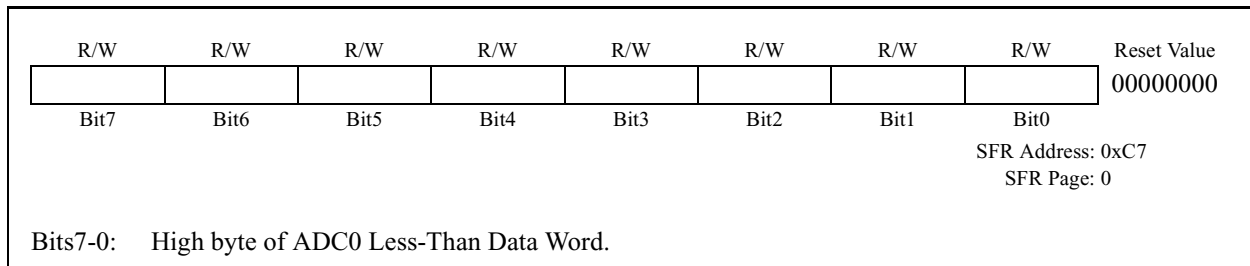 R/W R/W R/W R/W R/W R/W R/W R/W Reset Value
00000000
Bit7 Bit6 Bit5 Bit4 Bit3 Bit2 Bit1 Bit0
SFR Address: 0xC7
SFR Page: 0
Bits7-0: High byte of ADC0 Less-Than Data Word.